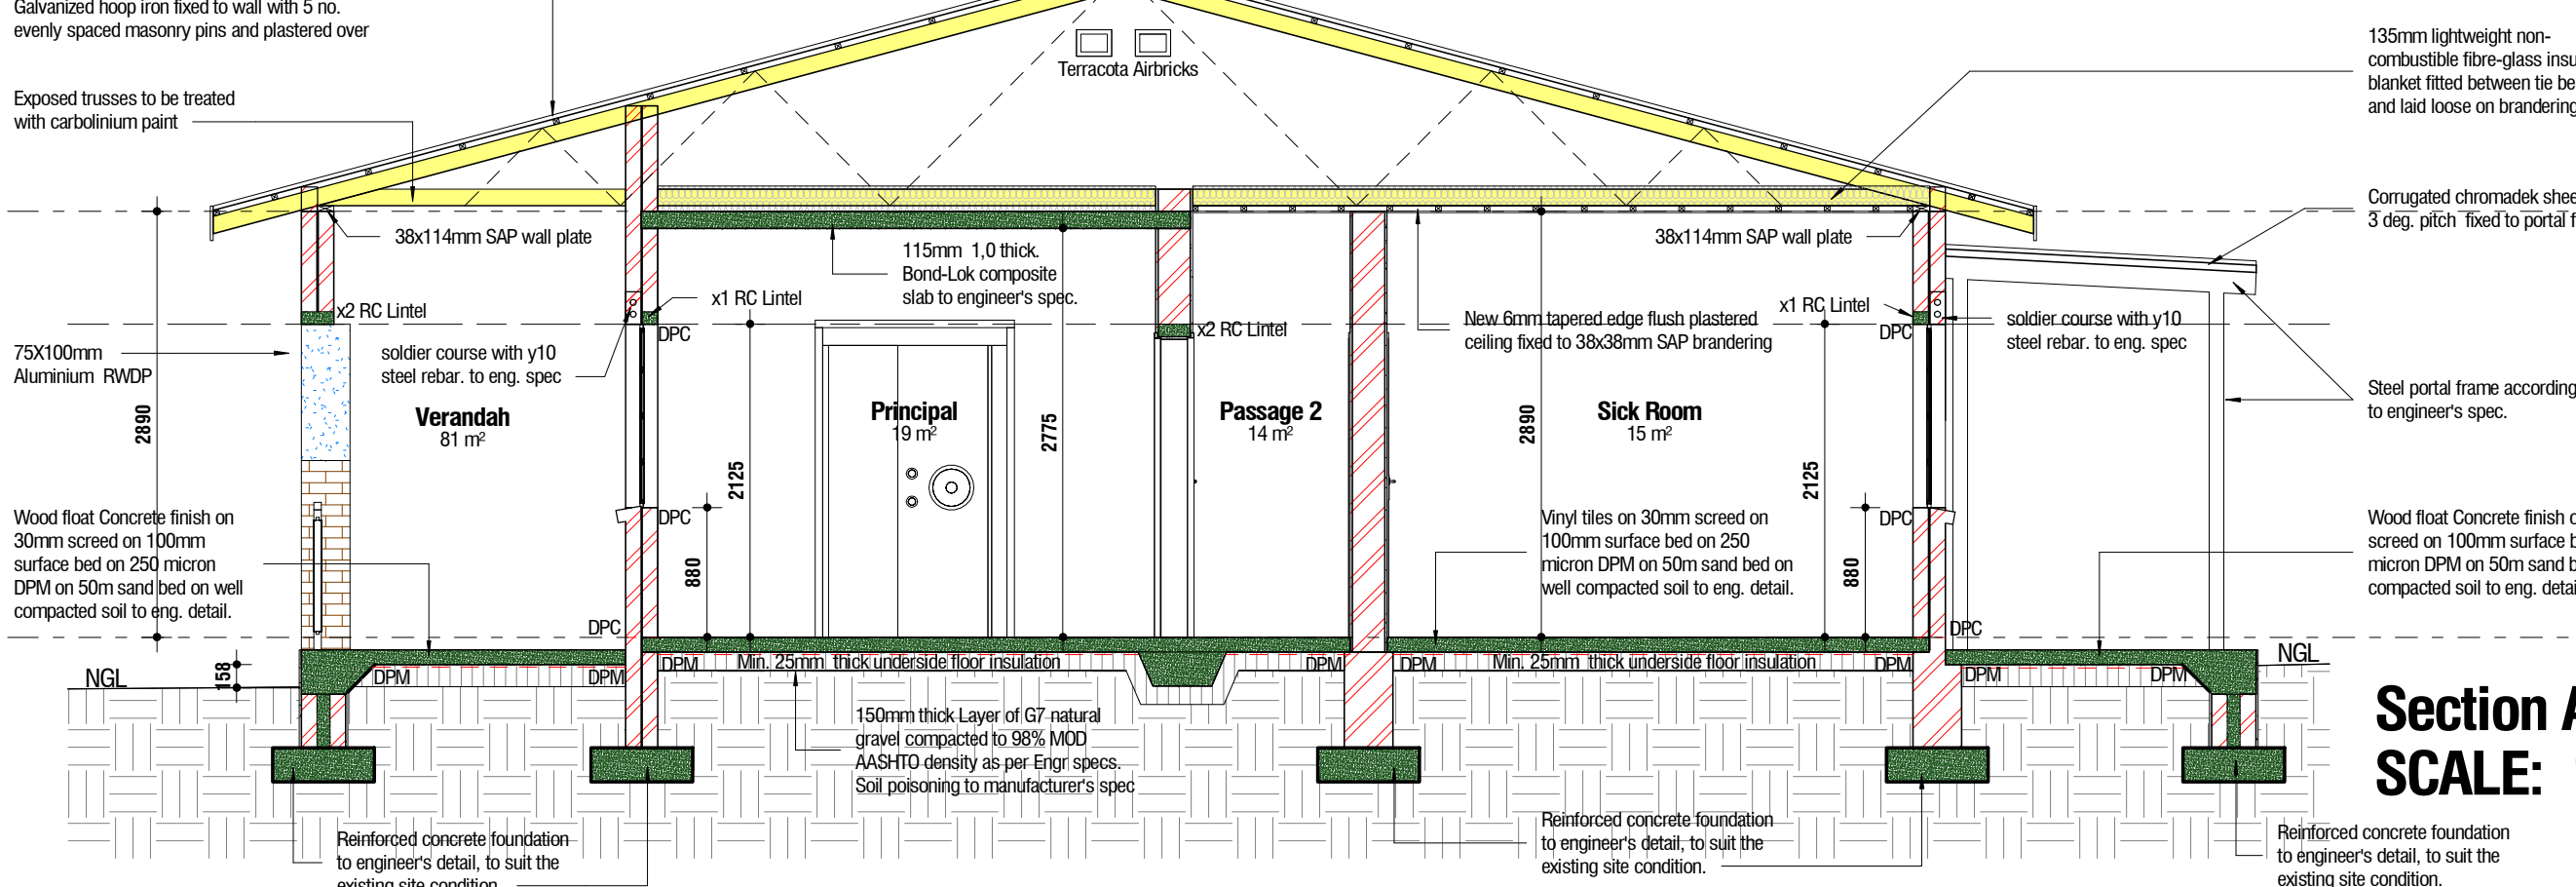 Galvanized hoop iron fixed to wall with 5 no.
evenly spaced masonry pins and plastered over
Exposed trusses to be treated
with carbolinium paint
Terracota Airbricks
135mm lightweight non-
combustible fibre-glass insu
blanket fitted between tie be
and laid loose on brandering
Corrugated chromadek shee
3 deg. pitch fixed to portal f
38x114mm SAP wall plate
115mm 1,0 thick.
Bond-Lok composite
slab to engineer's spec.
38x114mm SAP wall plate
x2 RC Lintel
x1 RC Lintel
x2 RC Lintel
New 6mm tapered edge flush plastered
ceiling fixed to 38x38mm SAP brandering
x1 RC Lintel
soldier course with y10
steel rebar. to eng. spec
75X100mm
Aluminium RWDP
soldier course with y10
steel rebar. to eng. spec
DPC
DPC
Steel portal frame according
to engineer's spec.
2890
Verandah
81 m²
Principal
19 m²
2775
Passage 2
14 m²
2890
Sick Room
15 m²
2125
2125
Wood float Concrete finish on
30mm screed on 100mm
surface bed on 250 micron
DPM on 50m sand bed on well
compacted soil to eng. detail.
DPC
880
Vinyl tiles on 30mm screed on
100mm surface bed on 250
micron DPM on 50m sand bed on
well compacted soil to eng. detail.
DPC
880
Wood float Concrete finish o
screed on 100mm surface b
micron DPM on 50m sand b
compacted soil to eng. detai
DPC
DPC
NGL
158
DPM
DPM
DPM
Min. 25mm thick underside floor insulation
DPM
DPM
Min. 25mm thick underside floor insulation
DPM
DPM
DPM
NGL
150mm thick Layer of G7 natural
gravel compacted to 98% MOD
AASHTO density as per Engr specs.
Soil poisoning to manufacturer's spec
Section A
SCALE:
Reinforced concrete foundation
to engineer's detail, to suit the
existing site condition
Reinforced concrete foundation
to engineer's detail, to suit the
existing site condition.
Reinforced concrete foundation
to engineer's detail, to suit the
existing site condition.